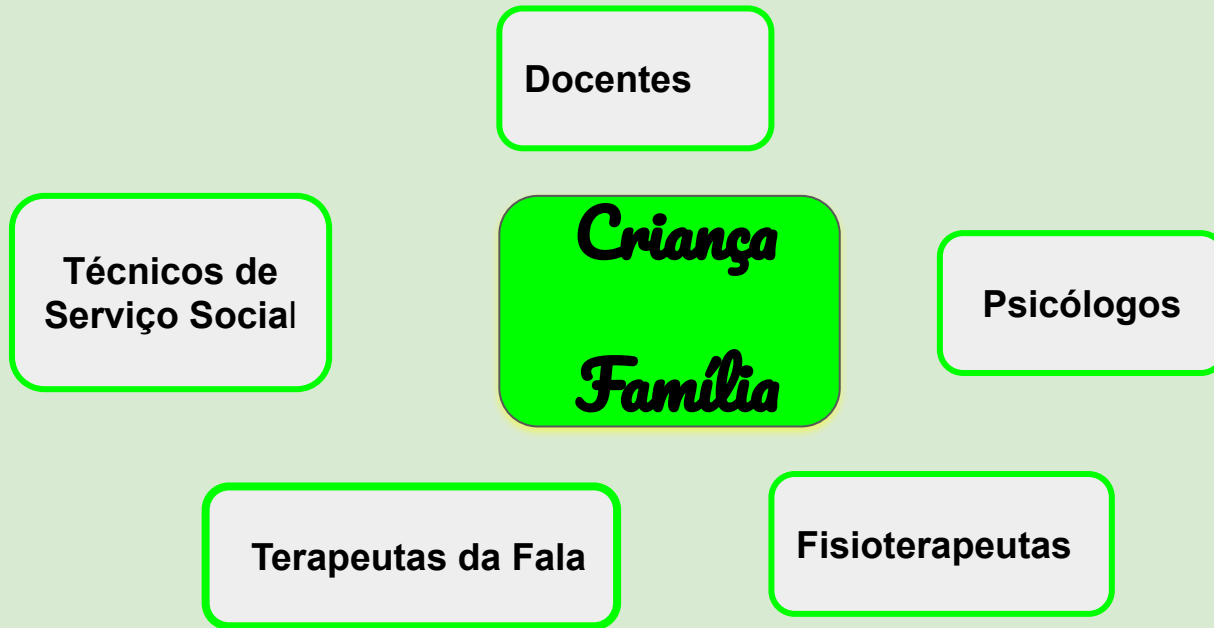 Docentes
Criança
Família
Técnicos de
Serviço Social
Psicólogos
Terapeutas da Fala
Fisioterapeutas